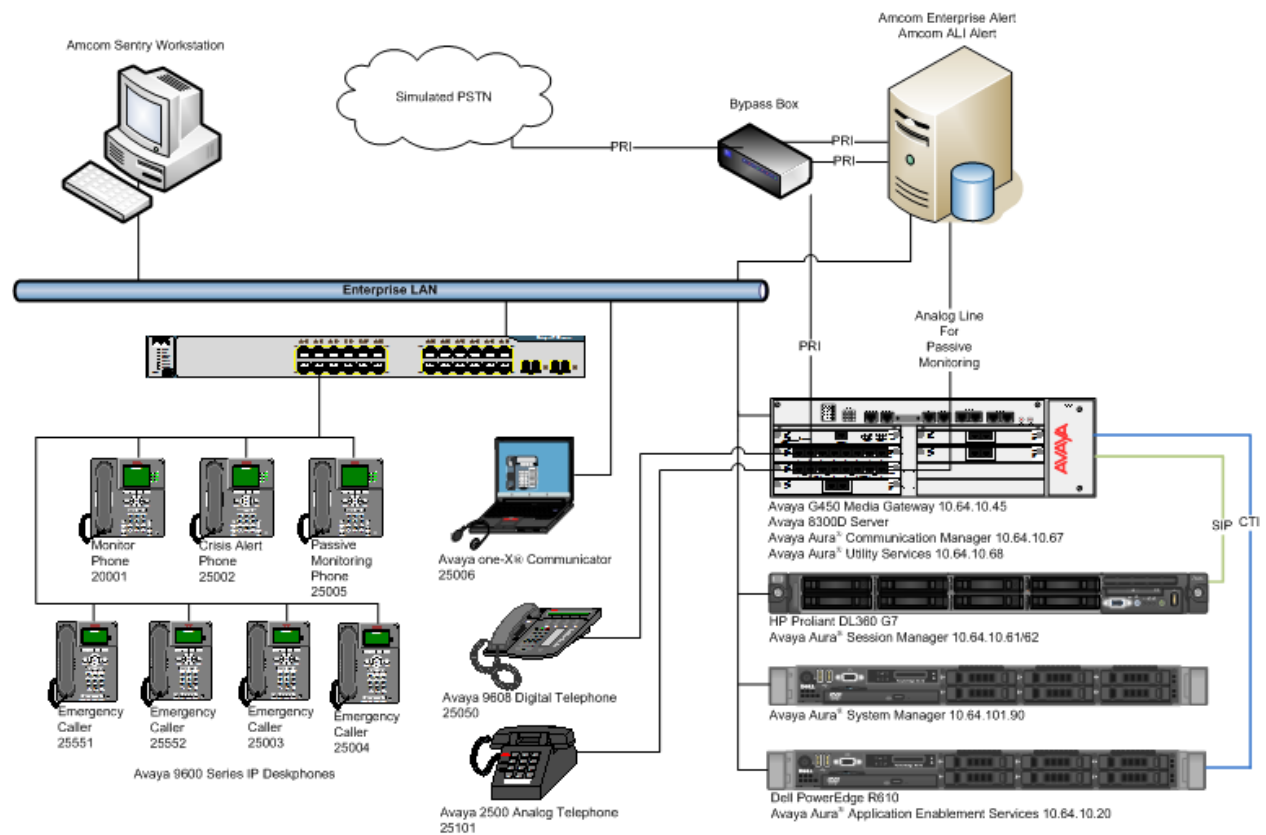 Amcom Enterprise Alert
Amcom ALI Alert
Amcom Sentry Workstation
Simulated PSTN
Bypass Box
PRI
PRI
PRI
Enterprise LAN
Analog Line
For
Passive
Monitoring
PRI
AVAYA
Avaya G450 Media Gateway 10.64.10.45
Avaya 8300D Server
Avaya Aura® Communication Manager 10.64.10.67
Avaya Aura® Utility Services 10.64.10.68
SIP
CTI
Monitor
Phone
20001
Crisis Alert
Phone
25002
Passive
Monitoring
Phone
25005
Avaya one-X® Communicator
25006
HP Proliant DL360 G7
Avaya Aura® Session Manager 10.64.10.61/62
Emergency
Caller
25551
Emergency
Caller
25552
Emergency
Caller
25003
Emergency
Caller
25004
Avaya 9600 Series IP Deskphones
Avaya 9608 Digital Telephone
25050
Avaya Aura® System Manager 10.64.101.90
Avaya 2500 Analog Telephone
25101
Dell PowerEdge R610
Avaya Aura® Application Enablement Services 10.64.10.20